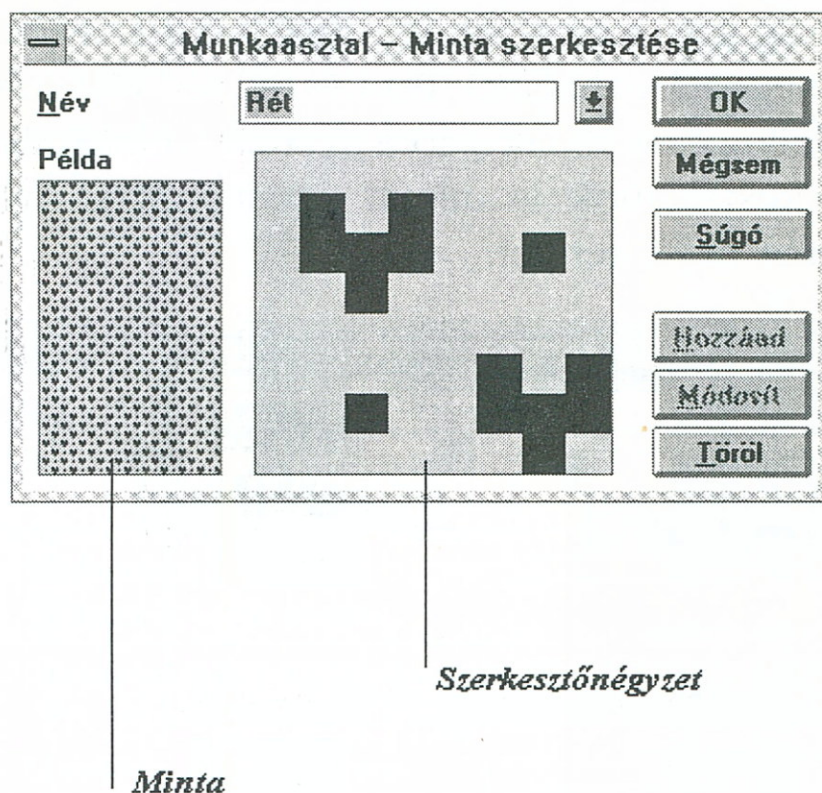 Munkaasztal – Minta szerkesztése
Név
Rét
OK
Példa
Mégsem
Súgó
Hozzáad
Módosít
Töröl
Szerkesztőnégyzet
Minta